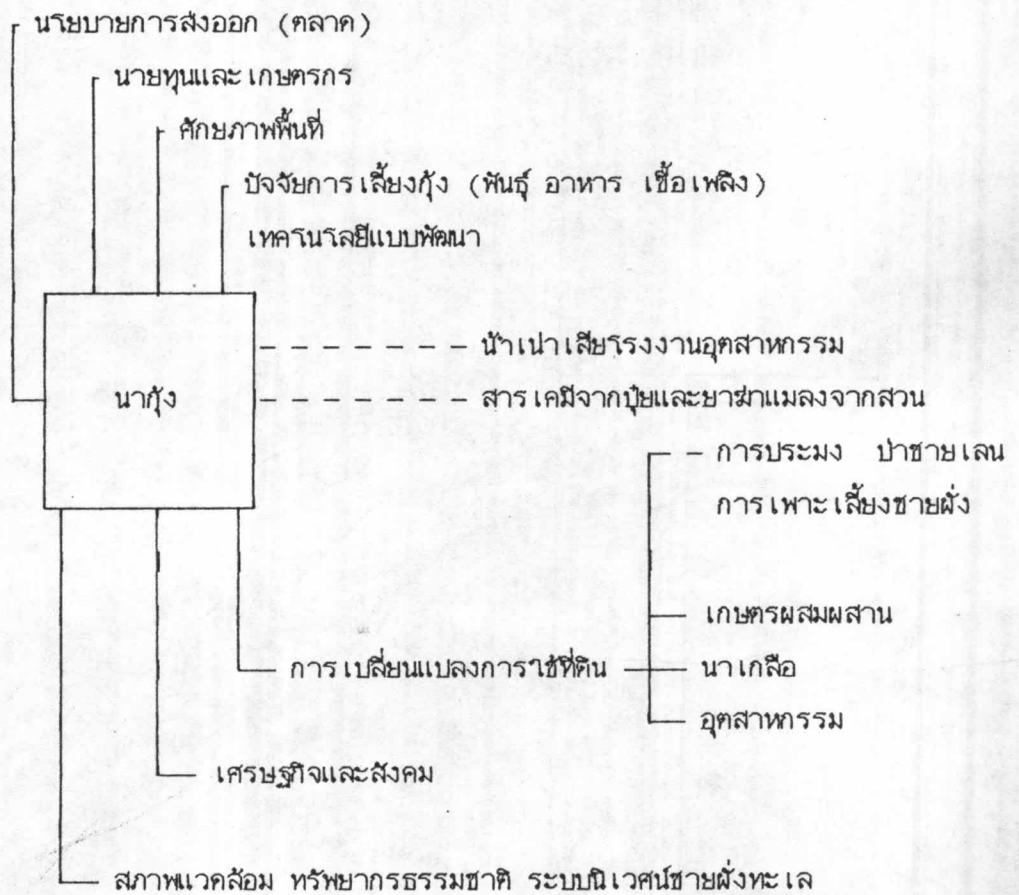 นโยบายการส่งออก (ตลาด)
นายทุนและเกษตรกร
ศักยภาพพื้นที่
ปัจจัยการเลี้ยงกุ้ง (พันธุ์ อาหาร เชื้อเพลิง)
เทคโนโลยีแบบพัฒนา
น้ำเน่าเสียโรงงานอุตสาหกรรม
นากุ้ง
สารเคมีจากปุ๋ยและยาฆ่าแมลงจากสวน
การประมง ป่าชายเลน
การเพาะเลี้ยงชายฝั่ง
เกษตรผสมผสาน
การเปลี่ยนแปลงการใช้ที่ดิน
นาเกลือ
อุตสาหกรรม
เศรษฐกิจและสังคม
สภาพแวดล้อม ทรัพยากรธรรมชาติ ระบบนิเวศน์ชายฝั่งทะเล